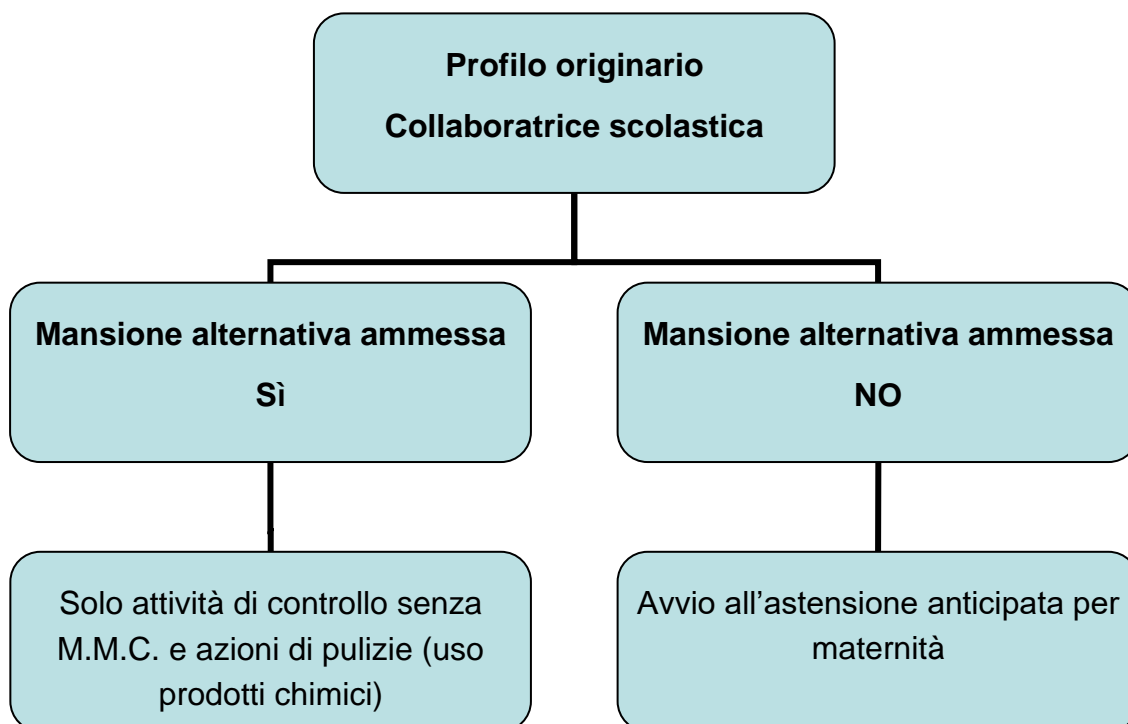 Profilo originario
Collaboratrice scolastica
Mansione alternativa ammessa
Sì
Mansione alternativa ammessa
NO
Solo attività di controllo senza
M.M.C. e azioni di pulizie (uso
prodotti chimici)
Avvio all’astensione anticipata per
maternità